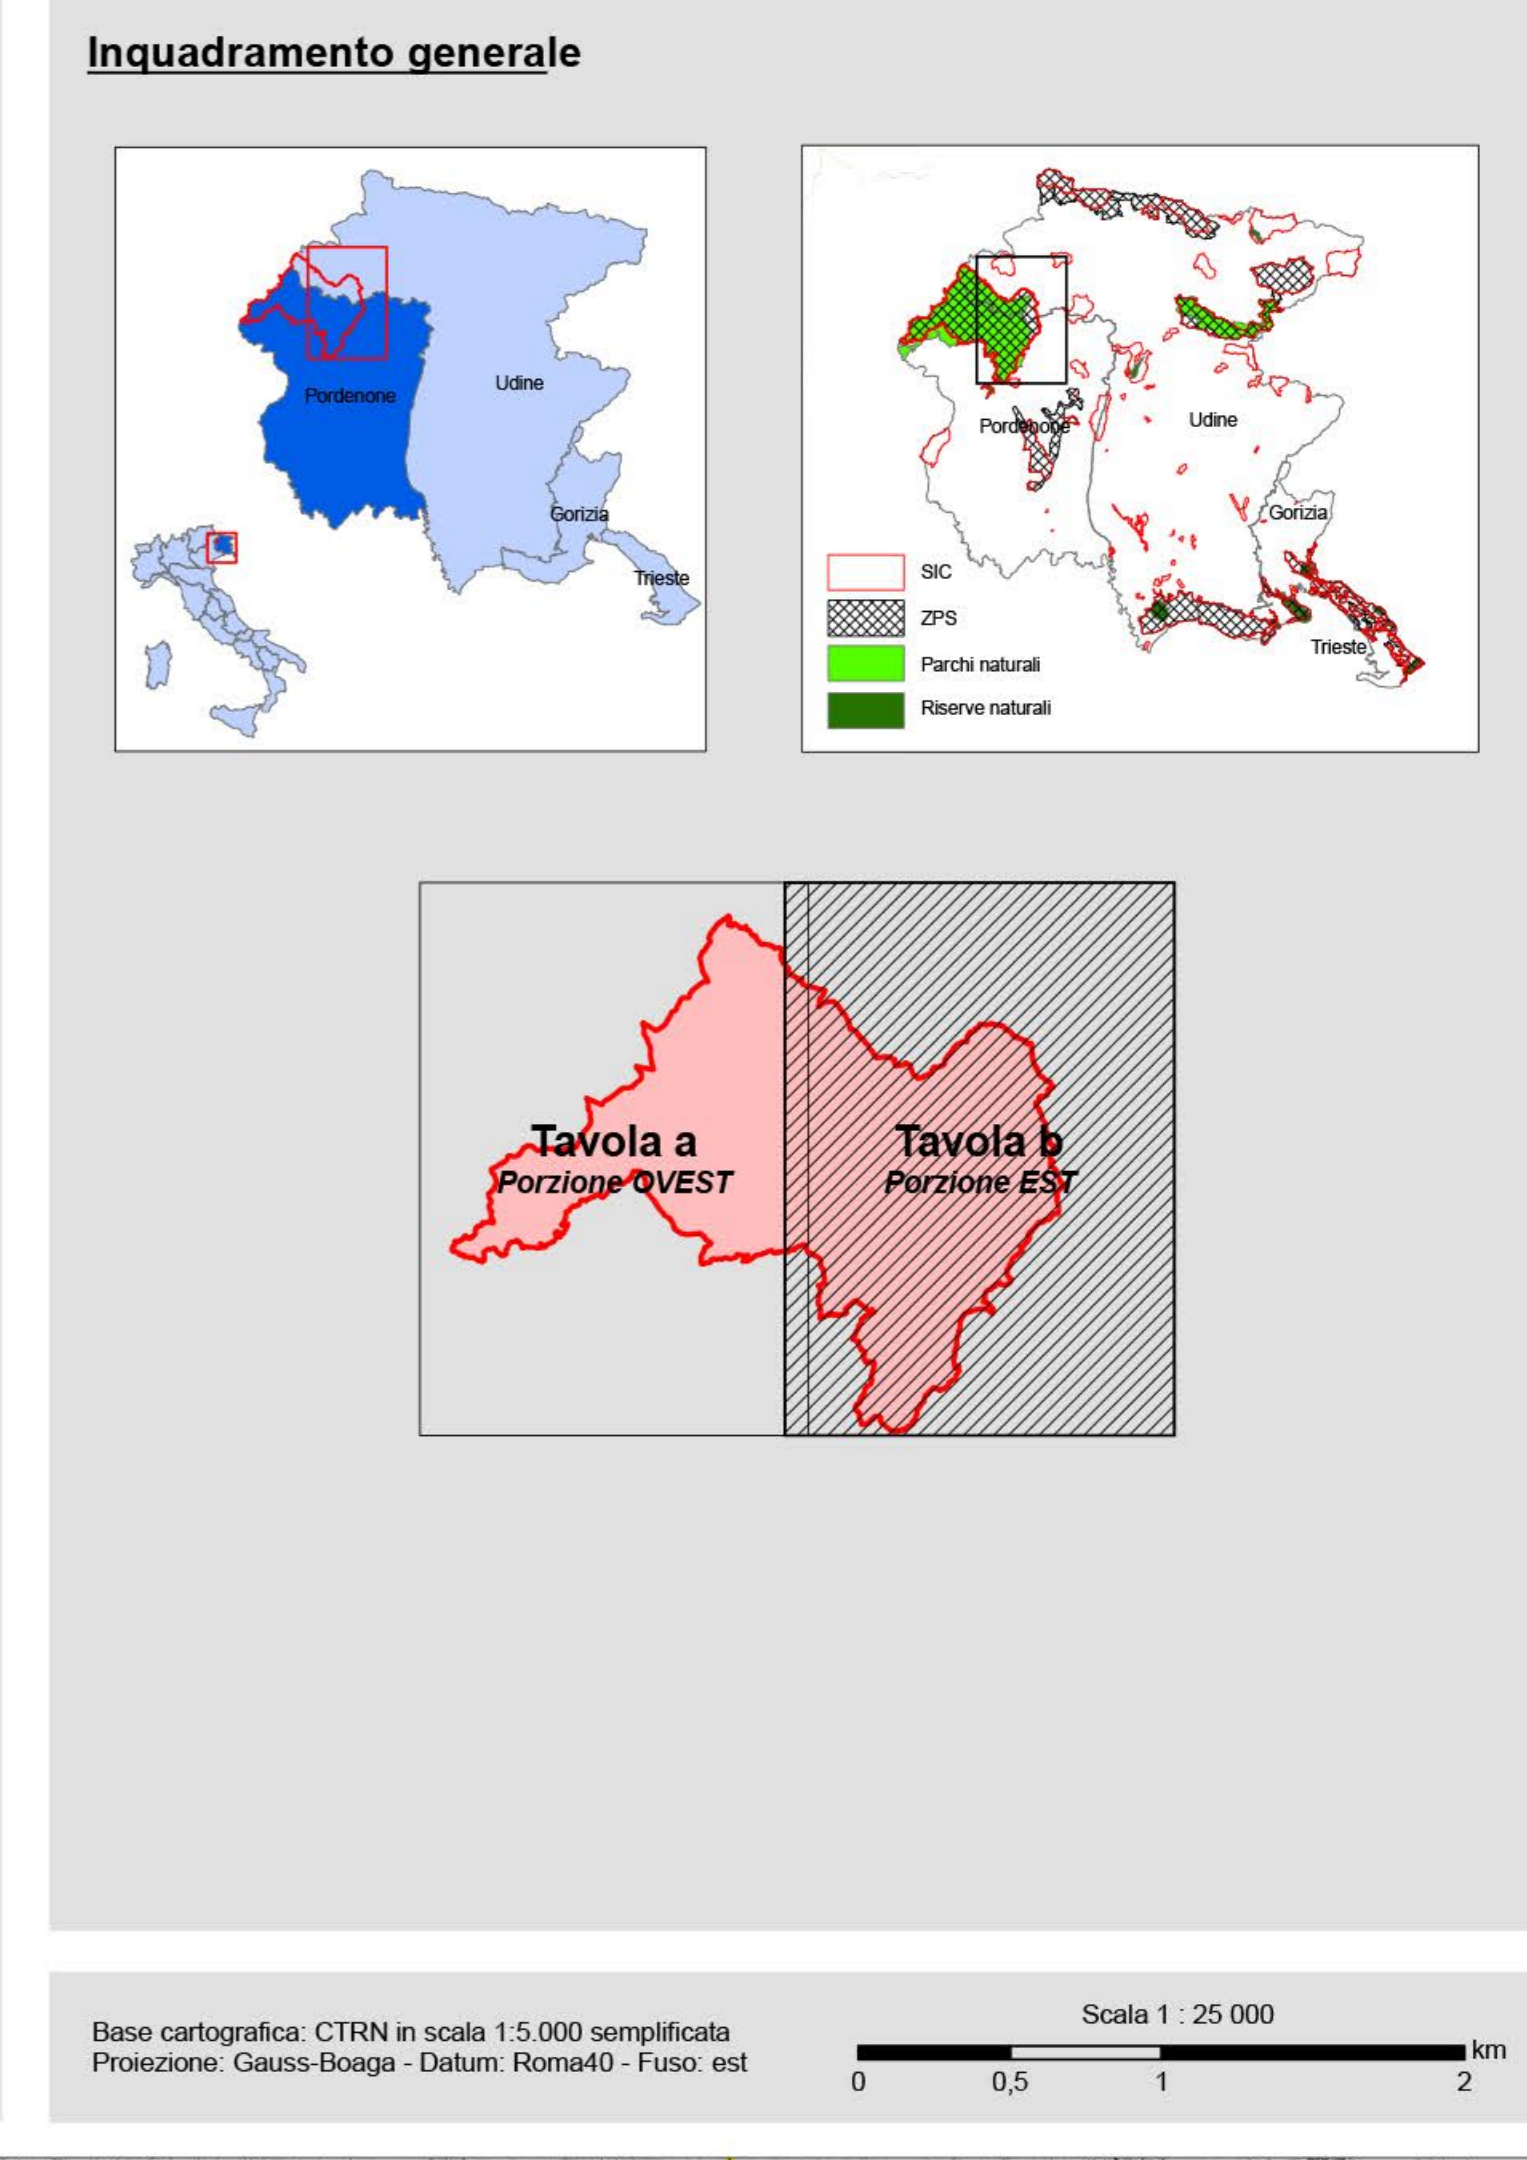 Inquadramento generale
Pordenone
Udine
Gorizia
Trieste
Pordenone
Udine
Gorizia
Trieste
SIC
ZPS
Parchi naturali
Riserve naturali
Tavola a
Porzione OVEST
Tavola b
Porzione EST
Base cartografica: CTRN in scala 1:5.000 semplificata
Proiezione: Gauss-Boaga - Datum: Roma40 - Fuso: est
Scala 1 : 25 000
km
0 0,5 1 2